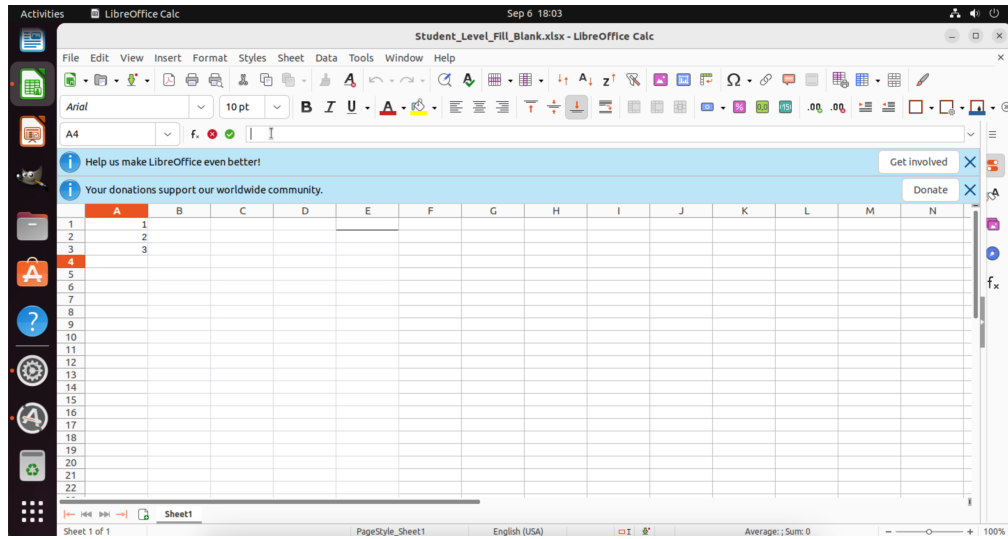 Activities LibreOffice Calc Sep 6 18:03
Student_Level_Fill_Blank.xlsx - LibreOffice Calc
File Edit View Insert Format Styles Sheet Data Tools Window Help
Arial 10 pt
A4
Help us make LibreOffice even better! Get involved
Your donations support our worldwide community. Donate
A B C D E F G H I J K L M N
1 1
2 2
3 3
4
5
6
7
8
9
10
11
12
13
14
15
16
17
18
19
20
21
22
Sheet1
Sheet 1 of 1 PageStyle_Sheet1 English (USA) Average: ; Sum: 0 100%